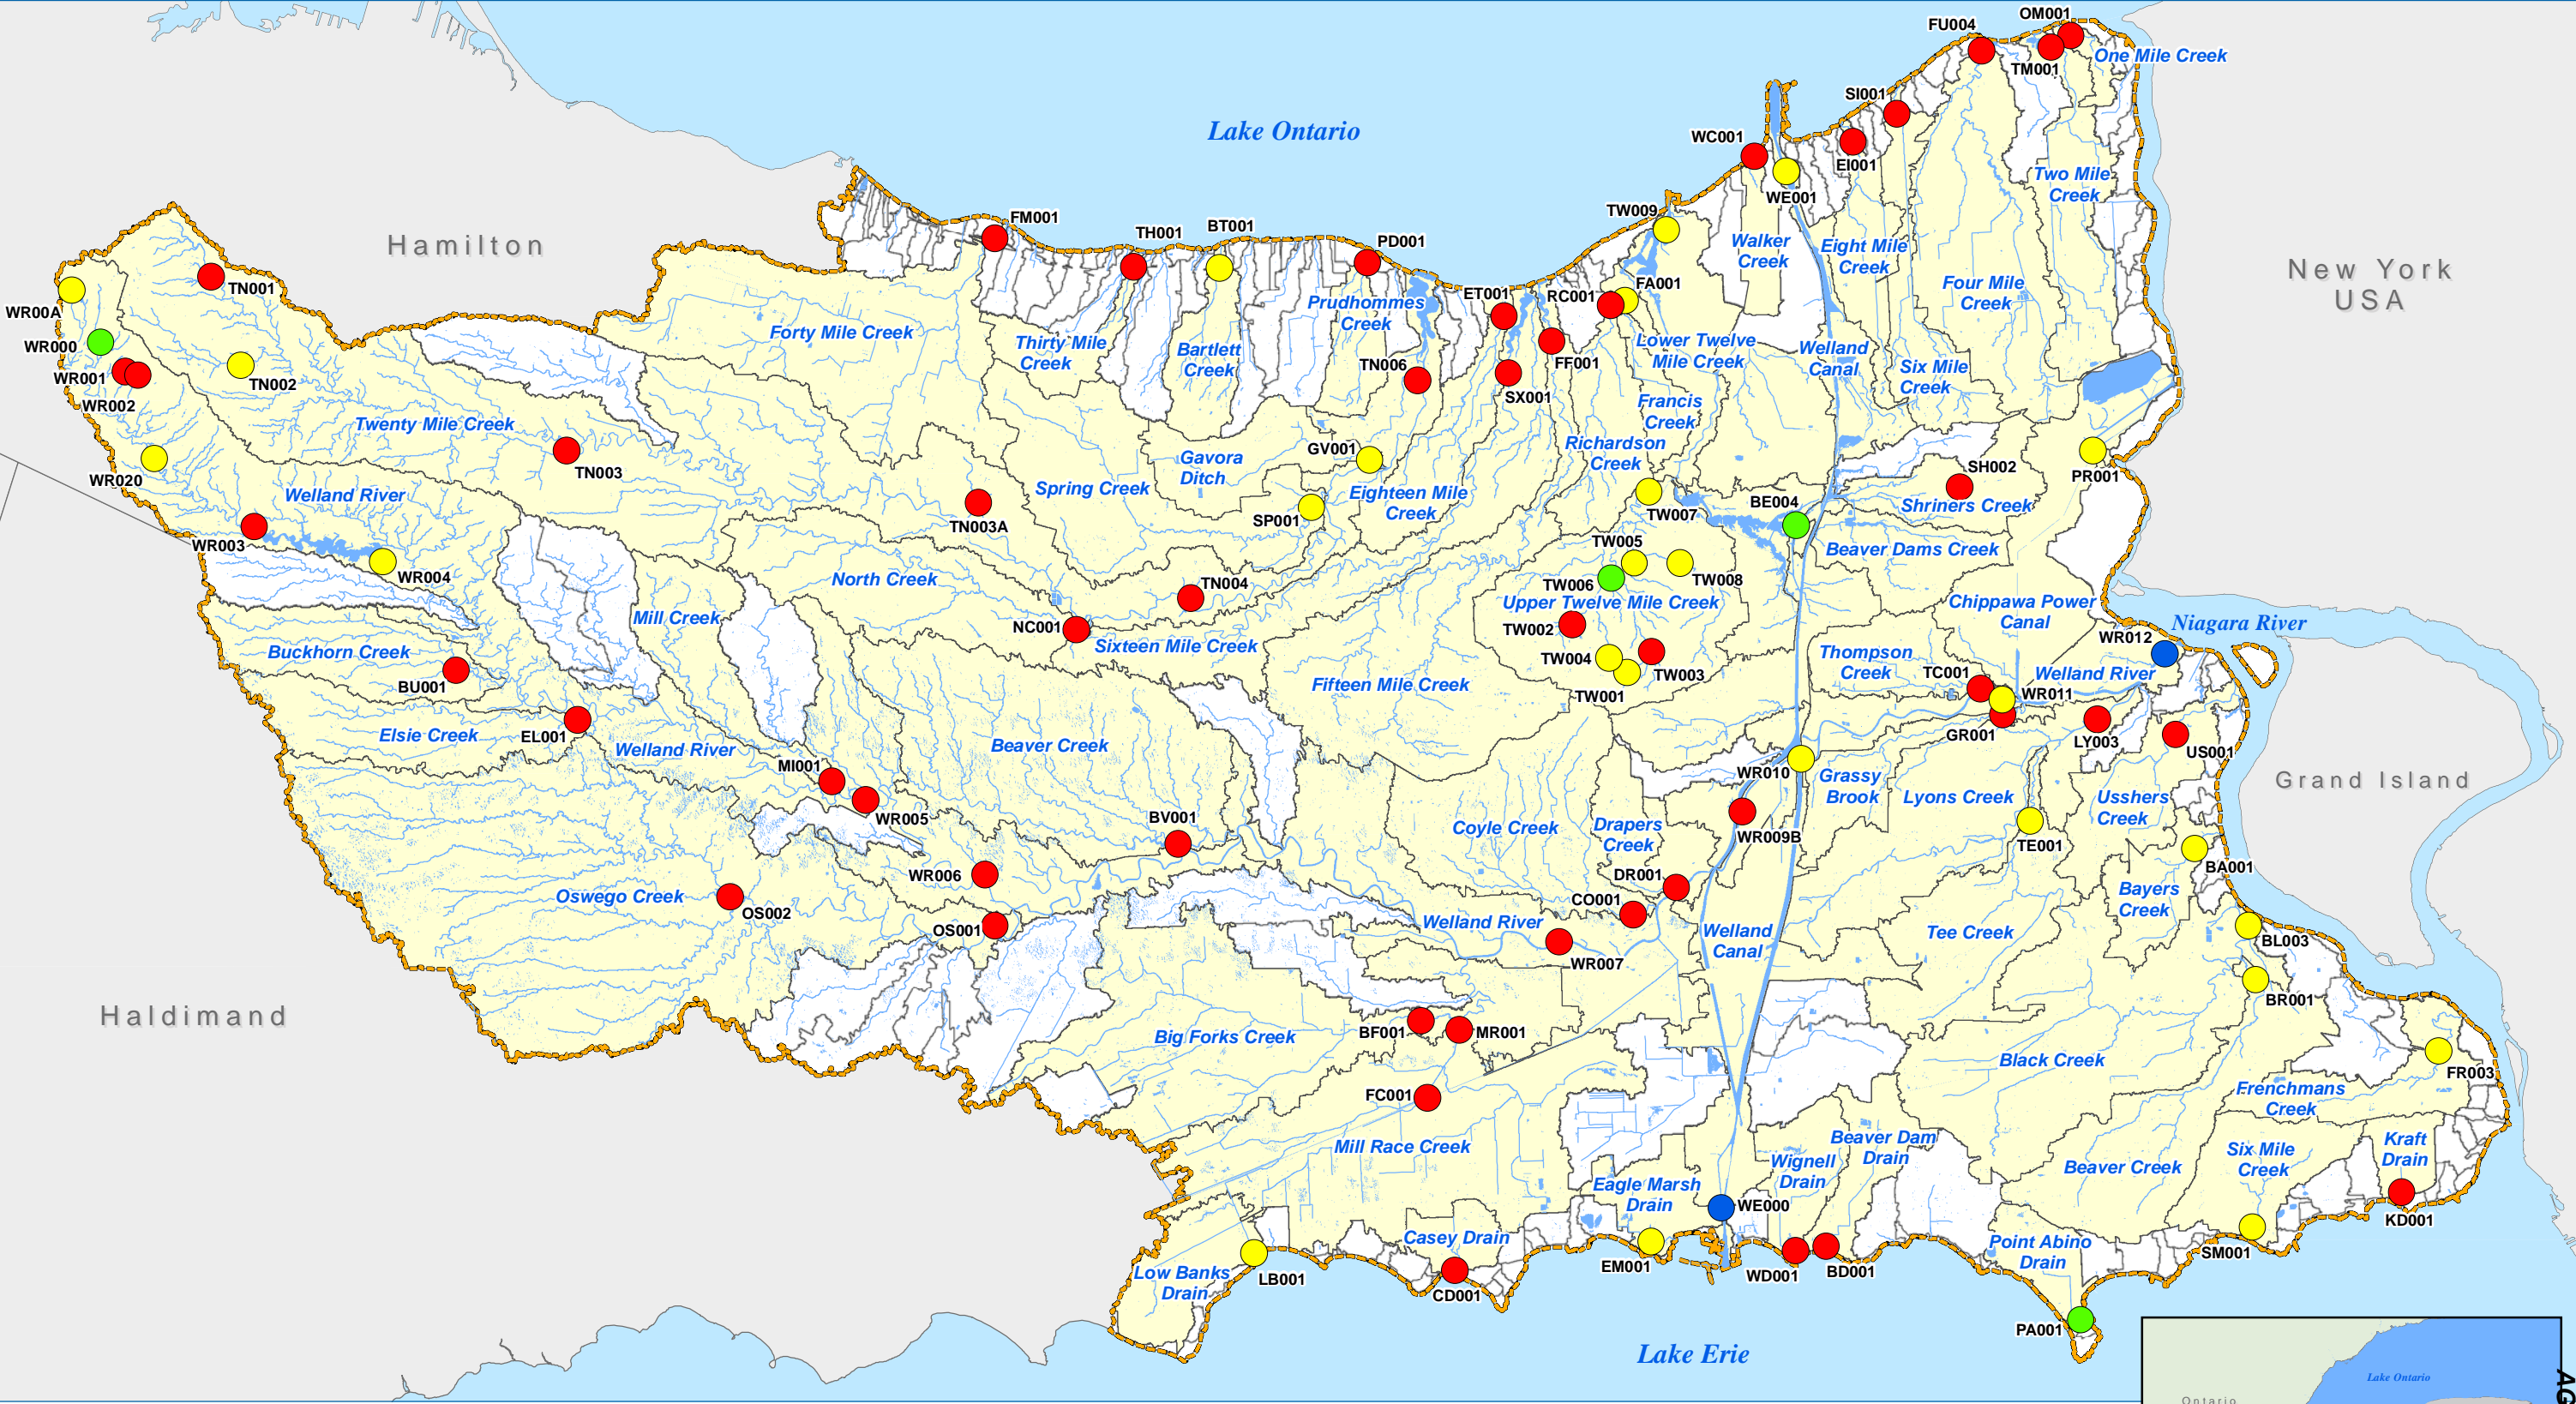 OM001
FU004
One Mile Creek
TM001
SI001
Lake Ontario
WC001
EI001
Two Mile
Creek
WE001
TW009
FM001
BT001
TH001
PD001
Hamilton
Walker
Creek
Eight Mile
Creek
New York
USA
TN001
FA001
Four Mile
Creek
ET001
RC001
WR00A
Prudhommes
Creek
Forty Mile Creek
Thirty Mile
Creek
Bartlett
Creek
WR000
Lower Twelve
Mile Creek
Welland
Canal
FF001
TN006
Six Mile
Creek
WR001
TN002
SX001
WR002
Francis
Creek
Twenty Mile Creek
Richardson
Creek
GV001
Gavora
Ditch
TN003
SH002
PR001
WR020
Welland River
Spring Creek
Eighteen Mile
Creek
BE004
Shriners Creek
SP001
TW007
TN003A
WR003
TW005
Beaver Dams Creek
WR004
North Creek
TN004
TW006
TW008
Upper Twelve Mile Creek
Chippawa Power
Canal
Mill Creek
NC001
TW002
Niagara River
WR012
Sixteen Mile Creek
Buckhorn Creek
TW004
Thompson
Creek
TC001
Welland River
BU001
Fifteen Mile Creek
TW003
TW001
WR011
Elsie Creek
EL001
GR001
LY003
US001
Welland River
Beaver Creek
MI001
WR010
Grassy
Brook
Grand Island
Lyons Creek
Usshers
Creek
WR005
BV001
Coyle Creek
Drapers
Creek
WR009B
TE001
BA001
WR006
DR001
Oswego Creek
OS002
CO001
Bayers
Creek
OS001
Welland River
Welland
Canal
Tee Creek
BL003
WR007
BR001
Haldimand
BF001
MR001
Big Forks Creek
Black Creek
FR003
FC001
Frenchmans
Creek
Mill Race Creek
Beaver Dam
Drain
Kraft
Drain
Six Mile
Creek
Wignell
Drain
Beaver Creek
Eagle Marsh
Drain
WE000
KD001
Casey Drain
Point Abino
Drain
SM001
EM001
Low Banks
Drain
LB001
WD001
BD001
CD001
PA001
Lake Erie
Lake Ontario
Ontario
AG